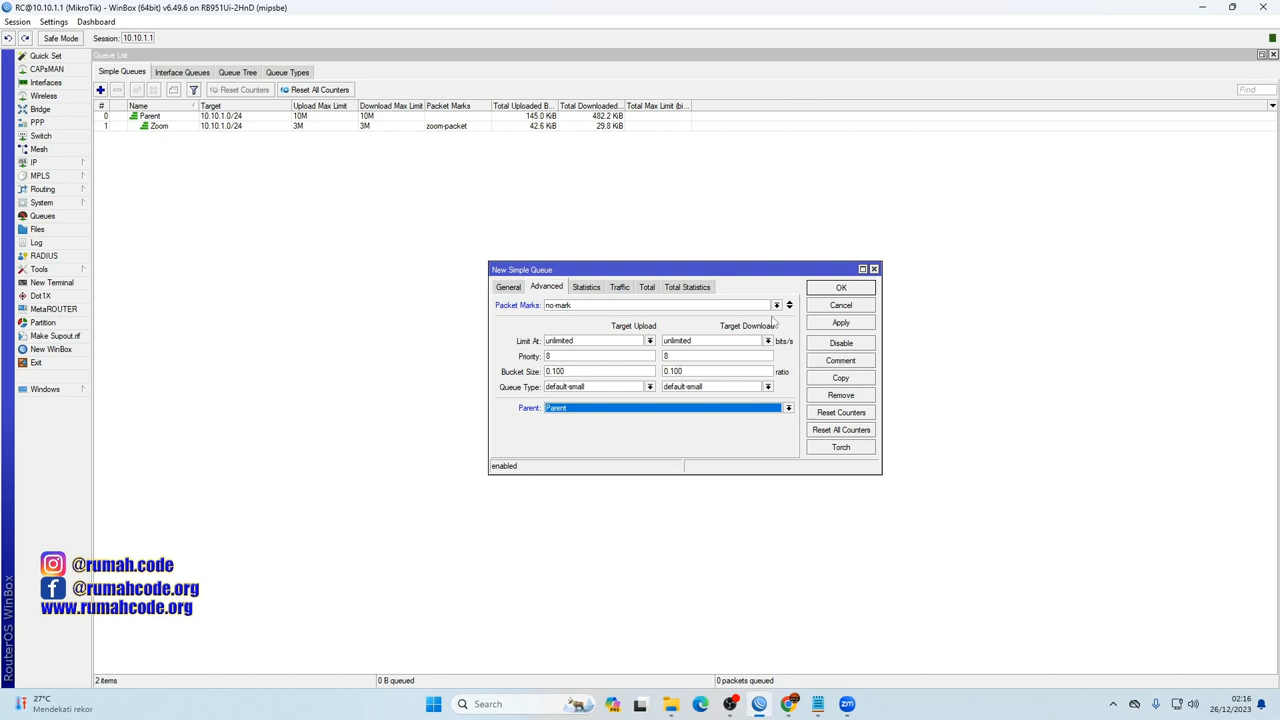 RC@10.10.1.1 (MikroTik) - WinBox (64bit) v6.49.6 on RB951Ui-2HnD (mipsbe)
Session Settings Dashboard
Safe Mode Session: 10.10.1.1
Quick Set
CAPsMAN
Interfaces
Wireless
Bridge
PPP
Switch
Mesh
IP
MPLS
Routing
System
Queues
Files
Log
RADIUS
Tools
New Terminal
Dot1X
MetaROUTER
Partition
Make Supout.rif
New WinBox
Exit
Windows
RouterOS WinBox
Queue List
Simple Queues Interface Queues Queue Tree Queue Types
Reset Counters Reset All Counters Find
# Name Target Upload Max Limit Download Max Limit Packet Marks Total Uploaded B... Total Downloaded... Total Max Limit (bi...
0 Parent 10.10.1.0/24 10M 10M 145.0 KiB 482.2 KiB
1 Zoom 10.10.1.0/24 3M 3M zoom-packet 42.6 KiB 29.8 KiB
New Simple Queue
General Advanced Statistics Traffic Total Total Statistics
Packet Marks: no-mark
Target Upload Target Download
Limit At: unlimited unlimited bits/s
Priority: 8 8
Bucket Size: 0.100 0.100 ratio
Queue Type: default-small default-small
Parent: Parent
enabled
OK
Cancel
Apply
Disable
Comment
Copy
Remove
Reset Counters
Reset All Counters
Torch
@rumah.code
@rumahcode.org
www.rumahcode.org
2 items 0 B queued 0 packets queued
27°C
Mendekati rekor
Search
zm
02:16
26/12/2023